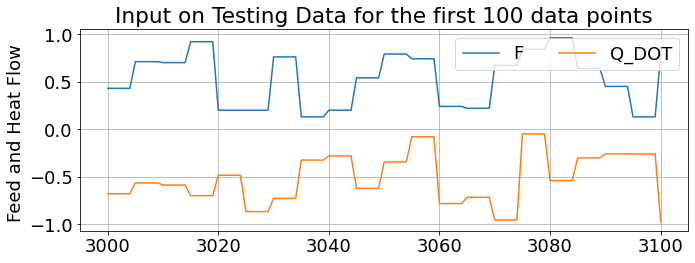 Input on Testing Data for the first 100 data points
Feed and Heat Flow
1.0
0.5
0.0
−0.5
−1.0
F Q_DOT
3000 3020 3040 3060 3080 3100